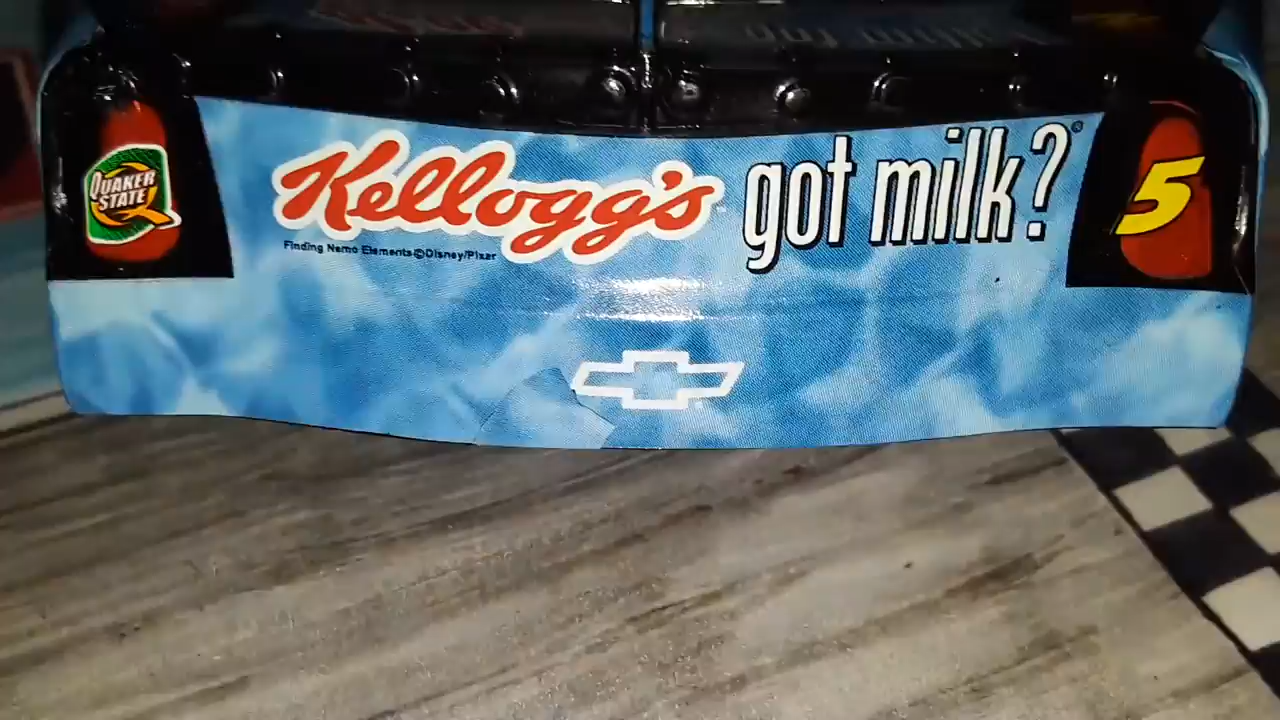 QUAKER
STATE
Kellogg's
got milk?®
5
Finding Nemo Elements©Disney/Pixar